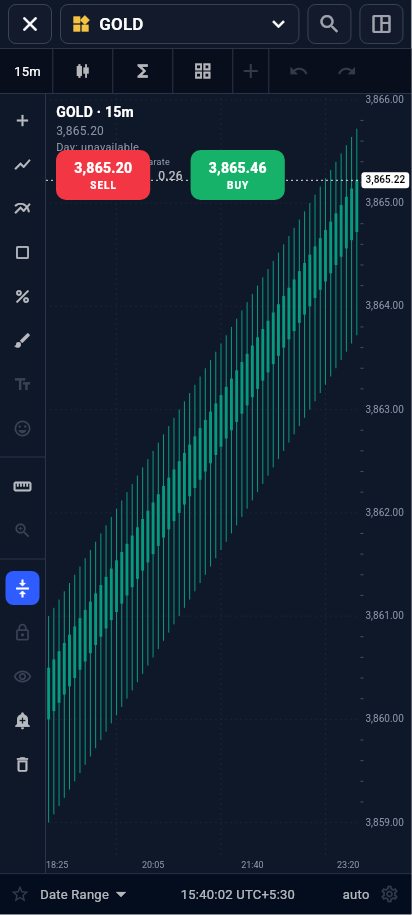 GOLD
15m
Σ
GOLD · 15m
3,865.20
Day: unavailable
3,865.20
SELL
arate
0.26
3,865.46
BUY
3,866.00
3,865.22
3,865.00
3,864.00
3,863.00
3,862.00
3,861.00
3,860.00
3,859.00
Tт
18:25
20:05
21:40
23:20
Date Range
15:40:02 UTC+5:30
auto